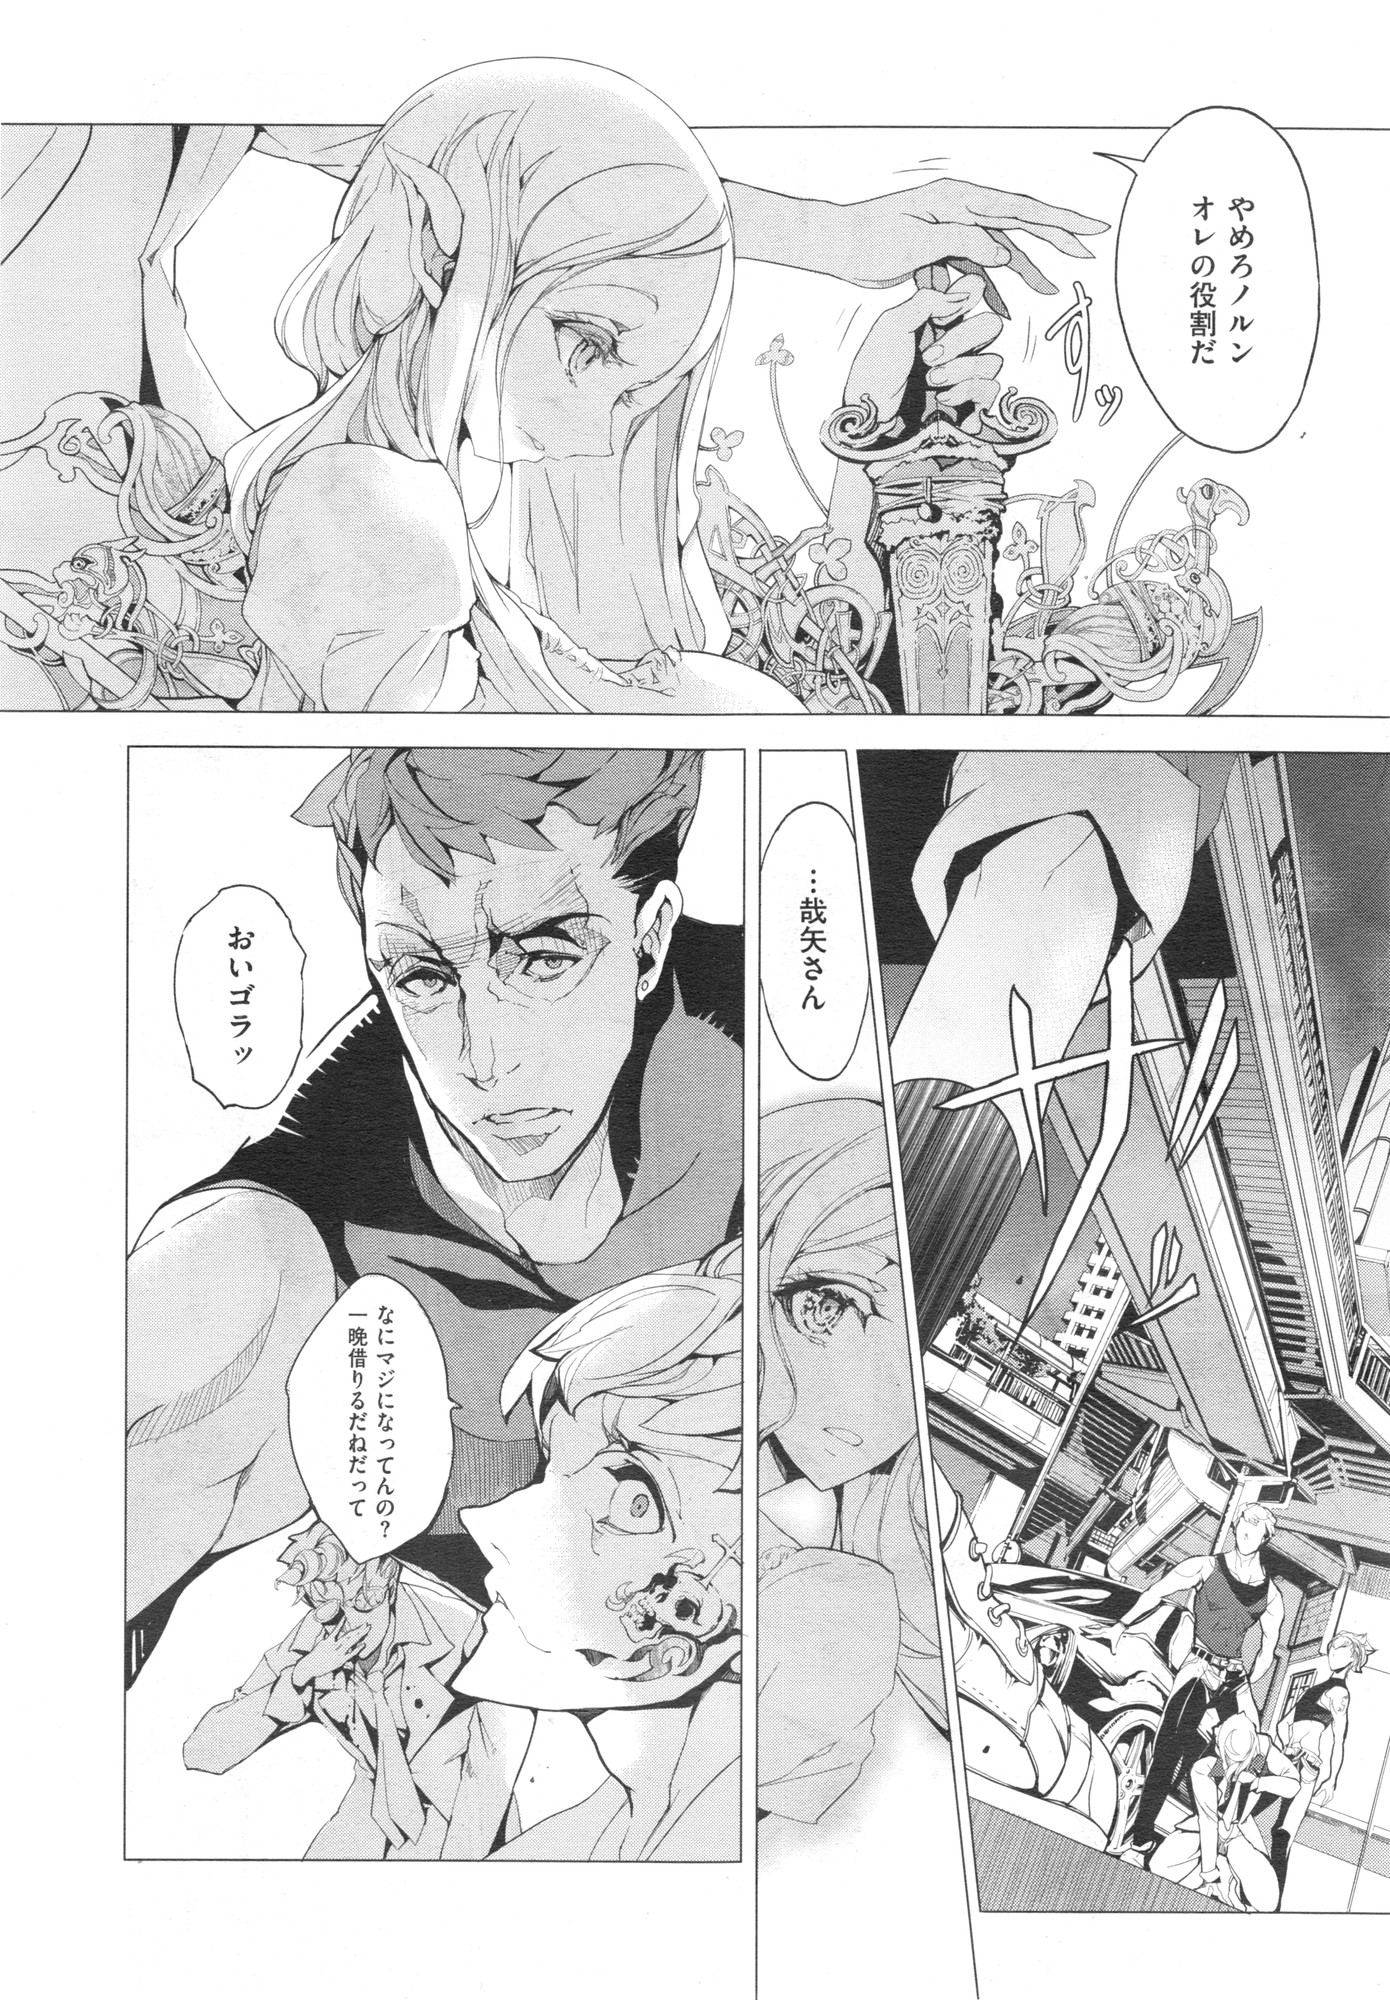 やめろノルン
オレの役割だ
すッ
ザッ
…哉矢さん
おいゴラッ
なにマジになってんの?
一晩借りるだねだって